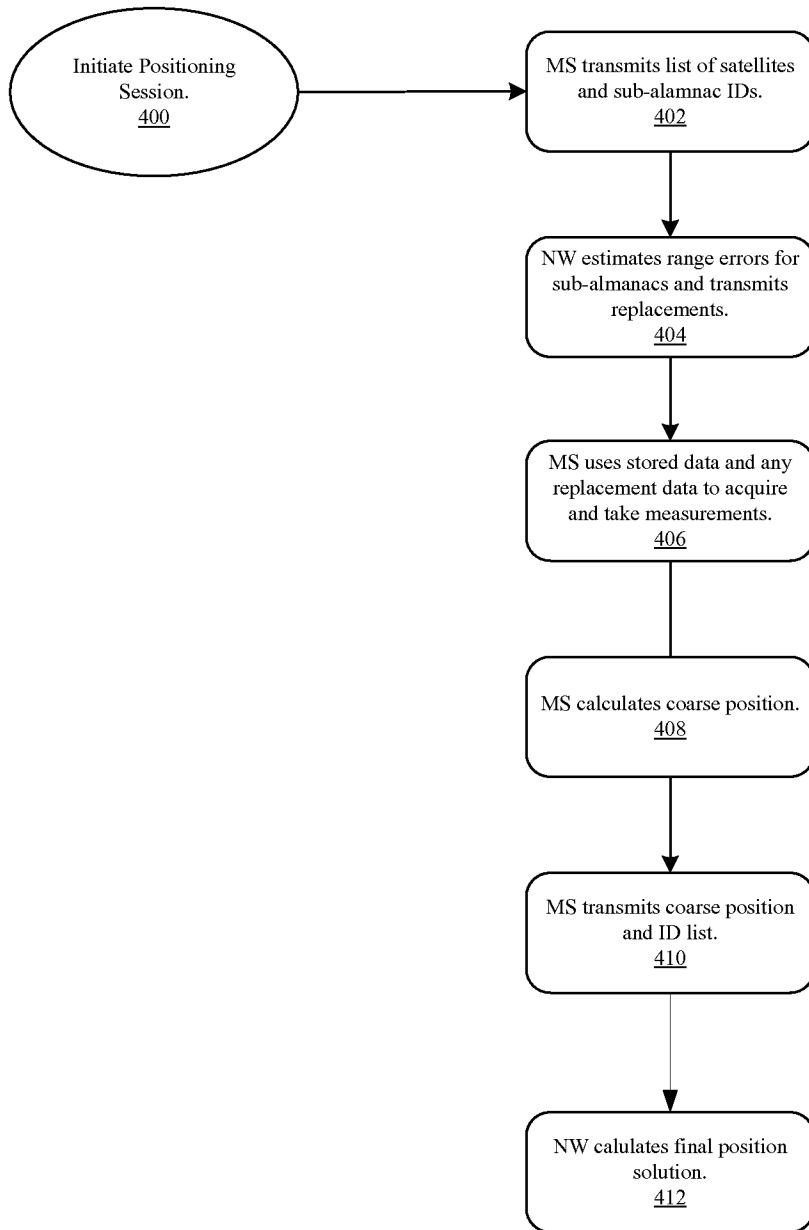 Initiate Positioning
Session.
400
MS transmits list of satellites
and sub-alamnac IDs.
402
NW estimates range errors for
sub-almanacs and transmits
replacements.
404
MS uses stored data and any
replacement data to acquire
and take measurements.
406
MS calculates coarse position.
408
MS transmits coarse position
and ID list.
410
NW calulates final position
solution.
412